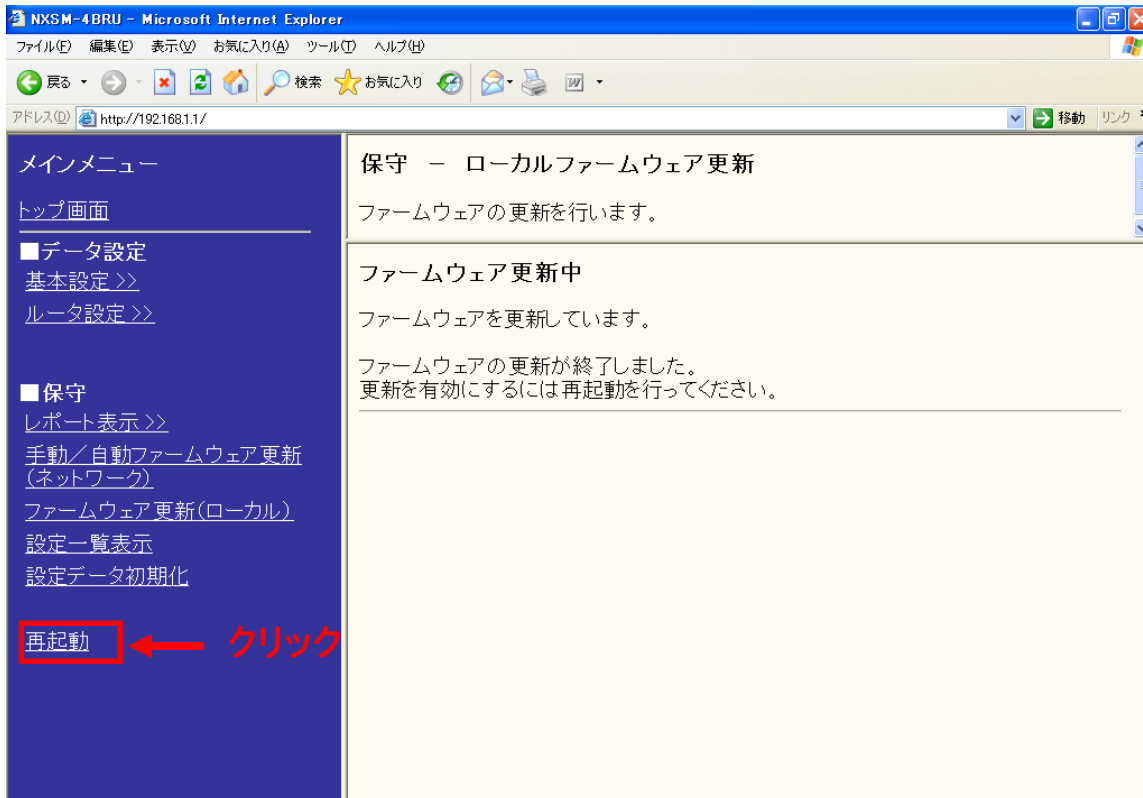 NXSM-4BRU - Microsoft Internet Explorer
ファイル(F) 編集(E) 表示(V) お気に入り(A) ツール(T) ヘルプ(H)
戻る 検索 お気に入り
アドレス(D) http://192.168.1.1/ 移動 リンク
メインメニュー
トップ画面
■データ設定
基本設定 >>
ルータ設定 >>
■保守
レポート表示 >>
手動／自動ファームウェア更新
(ネットワーク)
ファームウェア更新(ローカル)
設定一覧表示
設定データ初期化
再起動 クリック
保守 － ローカルファームウェア更新
ファームウェアの更新を行います。
ファームウェア更新中
ファームウェアを更新しています。
ファームウェアの更新が終了しました。
更新を有効にするには再起動を行ってください。